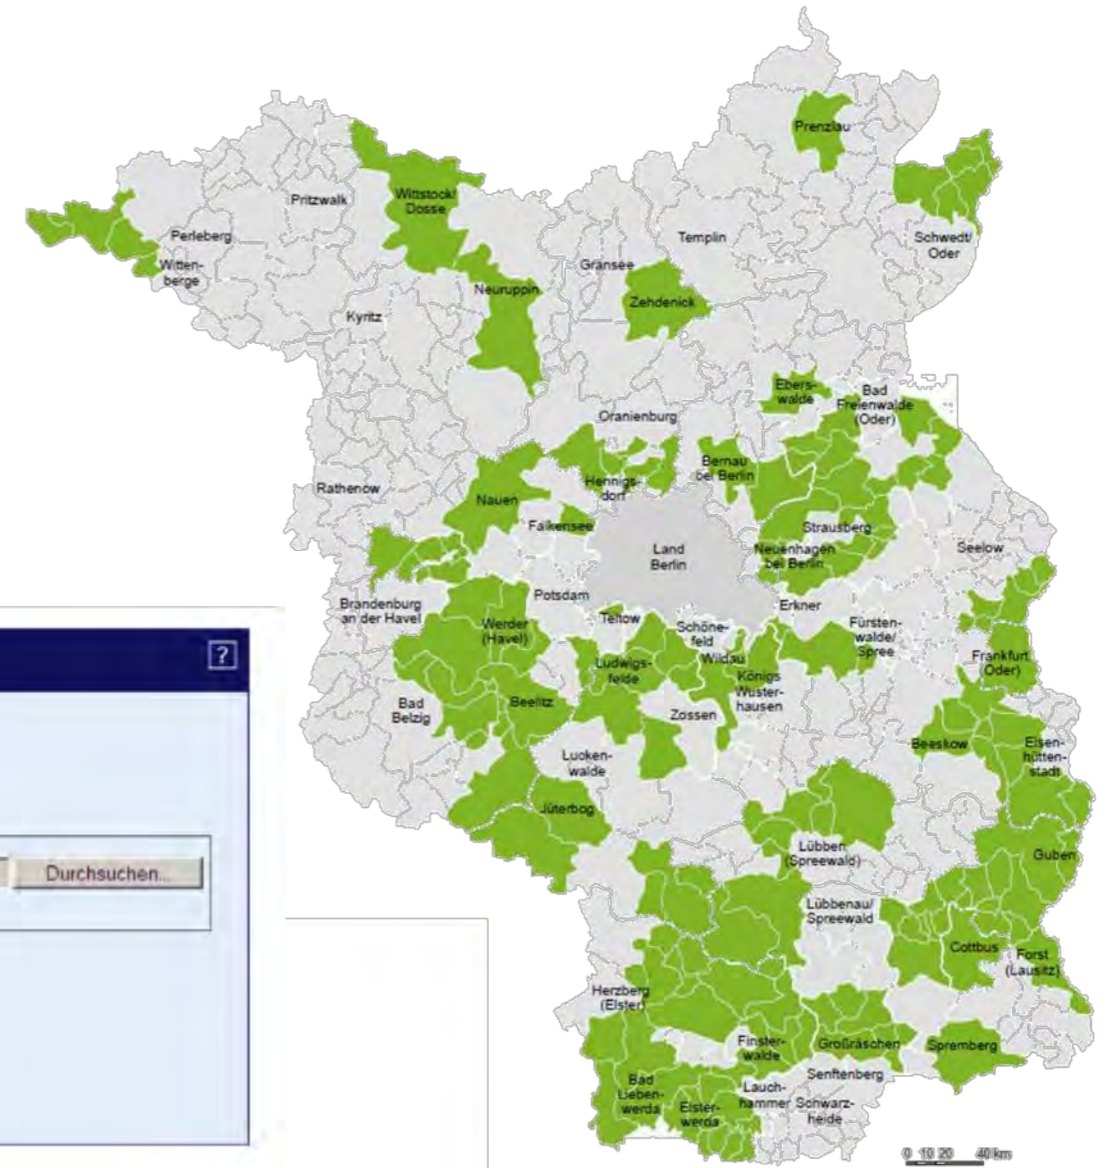 Prenzlau
Pritzwalk
Wittstock/
Dosse
Perleberg
Witten-
berge
Templin
Schwedt/
Oder
Gransee
Neuruppin
Zehdenick
Kyritz
Ebers-
walde
Bad
Freienwalde
(Oder)
Oranienburg
Bernau
bei Berlin
Hennigs-
dorf
Rathenow
Nauen
Falkensee
Strausberg
Land
Berlin
Neuenhagen
bei Berlin
Seelow
Potsdam
Brandenburg
an der Havel
Erkner
Werder
(Havel)
Teltow
Schöne-
feld
Fürsten-
walde/
Spree
Wildau
Ludwigs-
felde
Königs
Wuster-
hausen
Frankfurt
(Oder)
Bad
Belzig
Beelitz
Zossen
Beeskow
Eisen-
hütten-
stadt
Lucken-
walde
Jüterbog
Lübben
(Spreewald)
Guben
Lübbenau/
Spreewald
Cottbus
Forst
(Lausitz)
Herzberg
(Elster)
Finster-
walde
Großräschen
Spremberg
Senftenberg
Bad
Lieben-
werda
Elster-
werda
Lauch-
hammer
Schwarz-
heide
0 10 20 40 km
?
Durchsuchen...